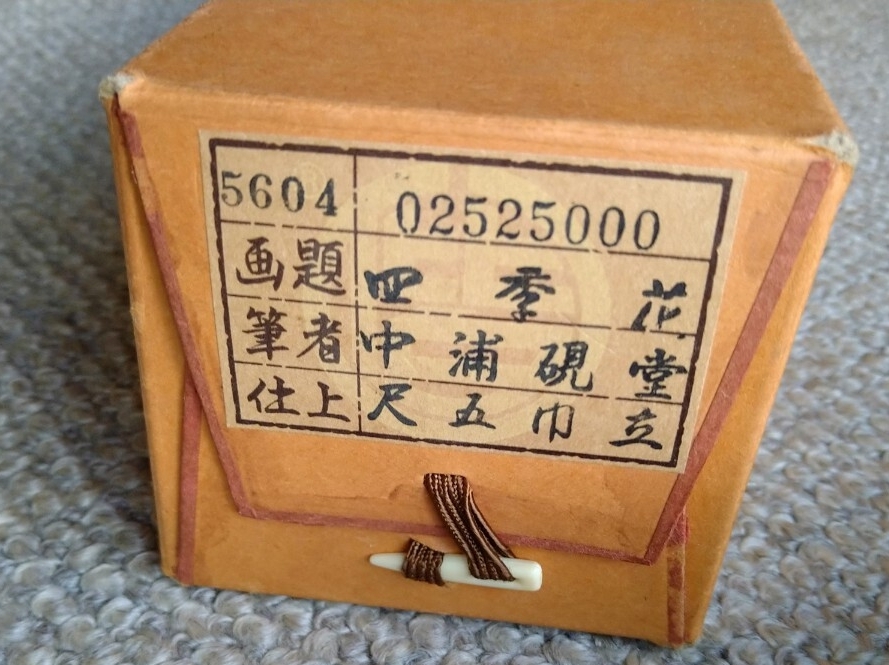 5604 02525000
画題 四季花
筆者 中浦硯堂
仕上 尺五巾立